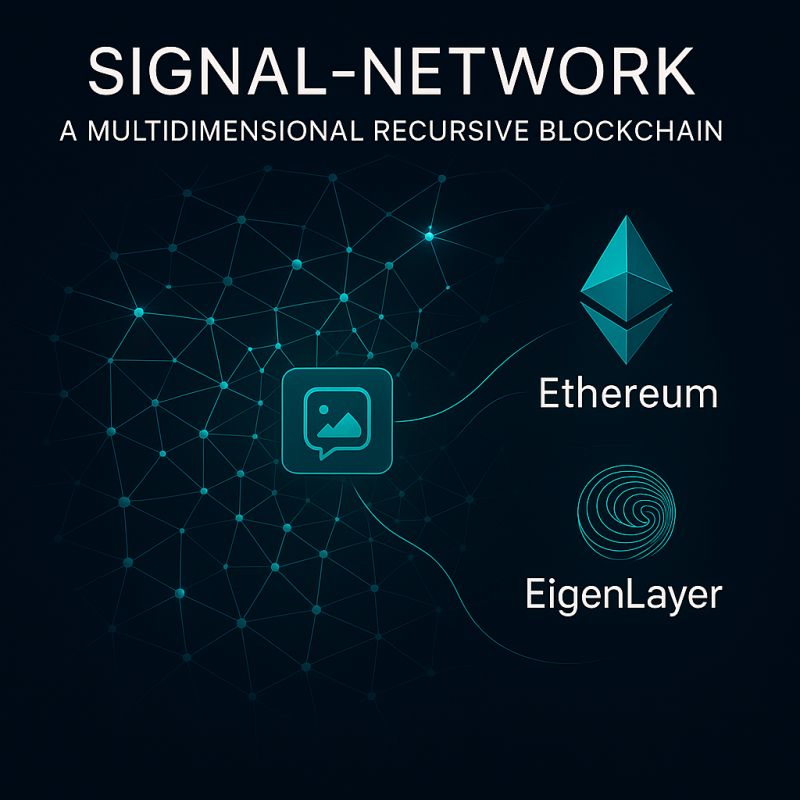 SIGNAL-NETWORK
A MULTIDIMENSIONAL RECURSIVE BLOCKCHAIN
Ethereum
EigenLayer